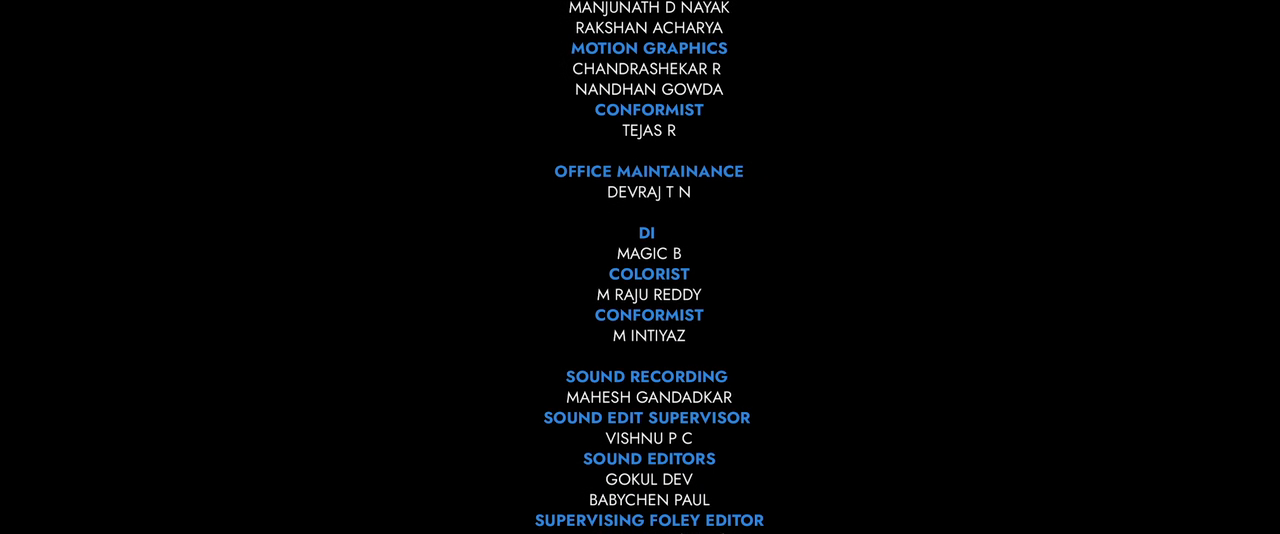 MANJUNATH D NAYAK
RAKSHAN ACHARYA
MOTION GRAPHICS
CHANDRASHEKAR R
NANDHAN GOWDA
CONFORMIST
TEJAS R
OFFICE MAINTAINANCE
DEVRAJ T N
DI
MAGIC B
COLORIST
M RAJU REDDY
CONFORMIST
M INTIYAZ
SOUND RECORDING
MAHESH GANDADKAR
SOUND EDIT SUPERVISOR
VISHNU P C
SOUND EDITORS
GOKUL DEV
BABYCHEN PAUL
SUPERVISING FOLEY EDITOR